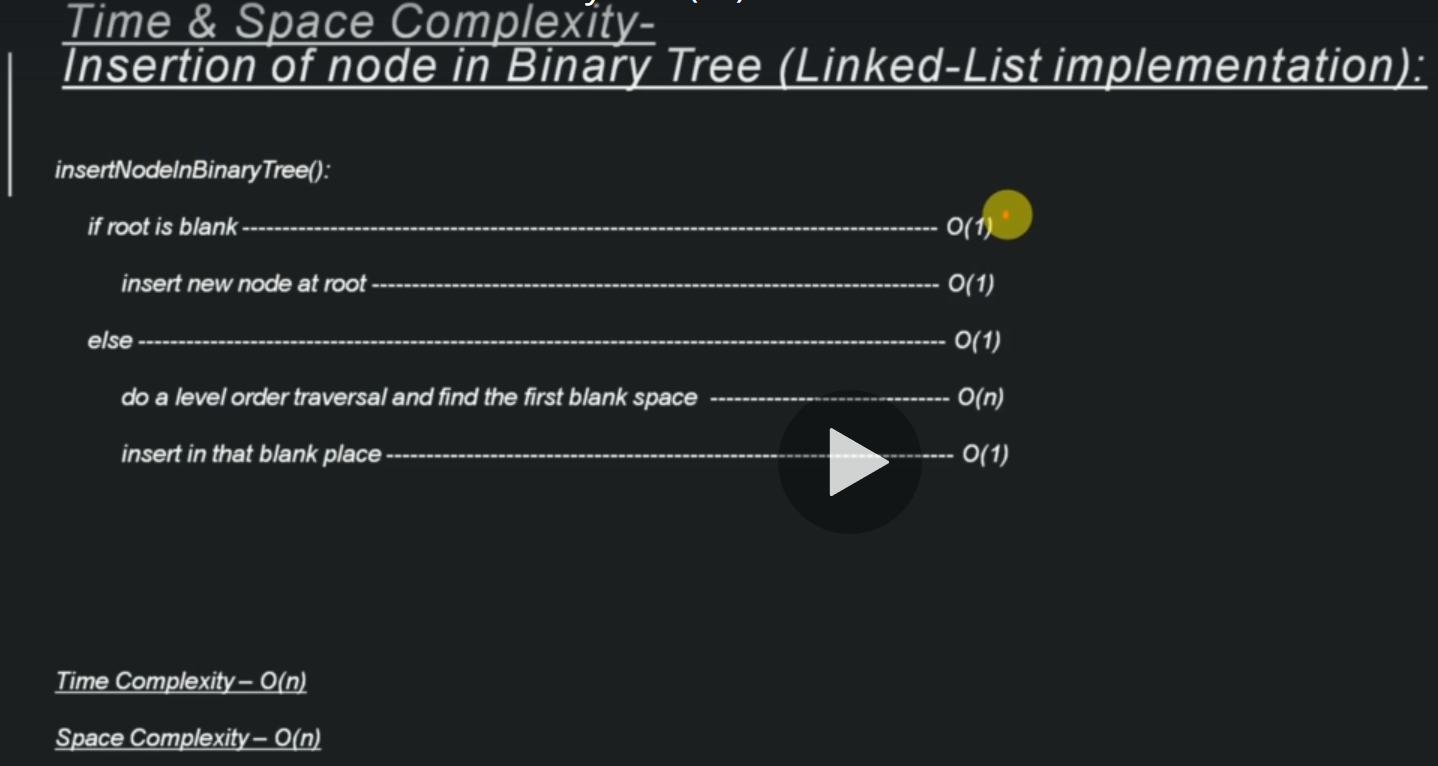 Time & Space Complexity-
Insertion of node in Binary Tree (Linked-List implementation):
insertNodeInBinaryTree():
if root is blank ---------------------------------------------------------------------------------------- O(1)
insert new node at root ------------------------------------------------------------------------ O(1)
else ------------------------------------------------------------------------------------------------------ O(1)
do a level order traversal and find the first blank space ------------------------------ O(n)
insert in that blank place ------------------------------------------------------------------------ O(1)
Time Complexity – O(n)
Space Complexity – O(n)